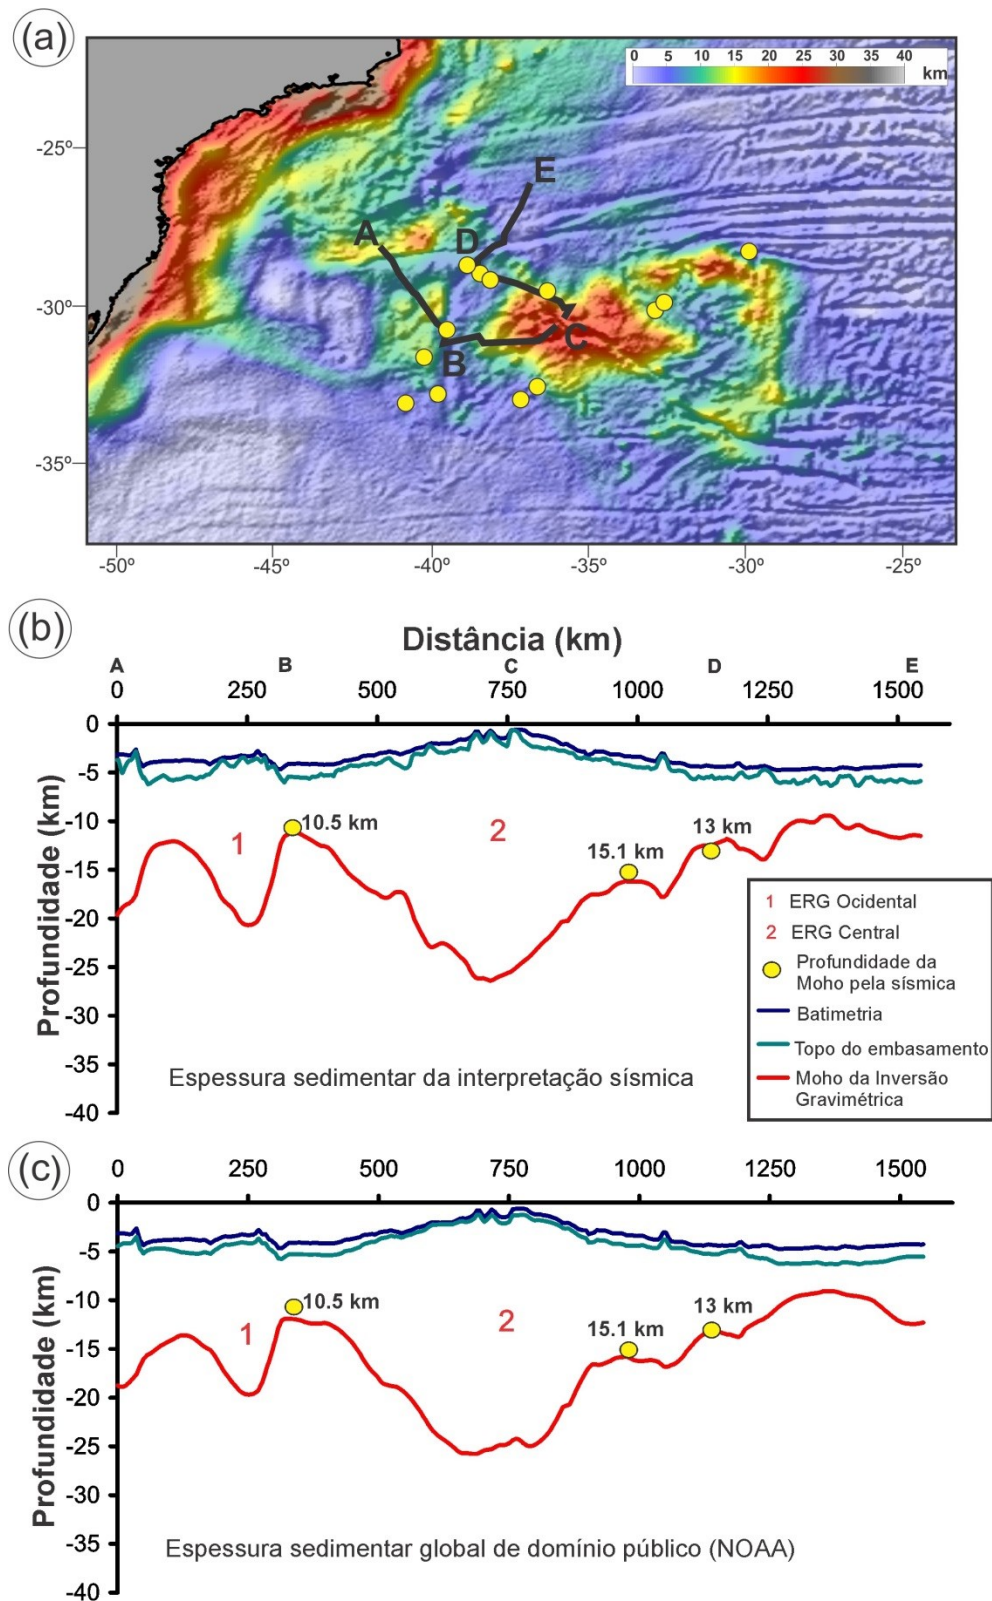 (a)
0 5 10 15 20 25 30 35 40
km
-25º
-30º
-35º
A
B
C
D
E
-50º -45º -40º -35º -30º -25º
(b)
Distância (km)
A B C D E
0 250 500 750 1000 1250 1500
Profundidade (km)
0
-5
-10
-15
-20
-25
-30
-35
-40
1
10.5 km
2
15.1 km
13 km
1 ERG Ocidental
2 ERG Central
Profundidade da
Moho pela sísmica
Batimetria
Topo do embasamento
Moho da Inversão
Gravimétrica
Espessura sedimentar da interpretação sísmica
(c)
0 250 500 750 1000 1250 1500
Profundidade (km)
0
-5
-10
-15
-20
-25
-30
-35
-40
1
10.5 km
2
15.1 km
13 km
Espessura sedimentar global de domínio público (NOAA)